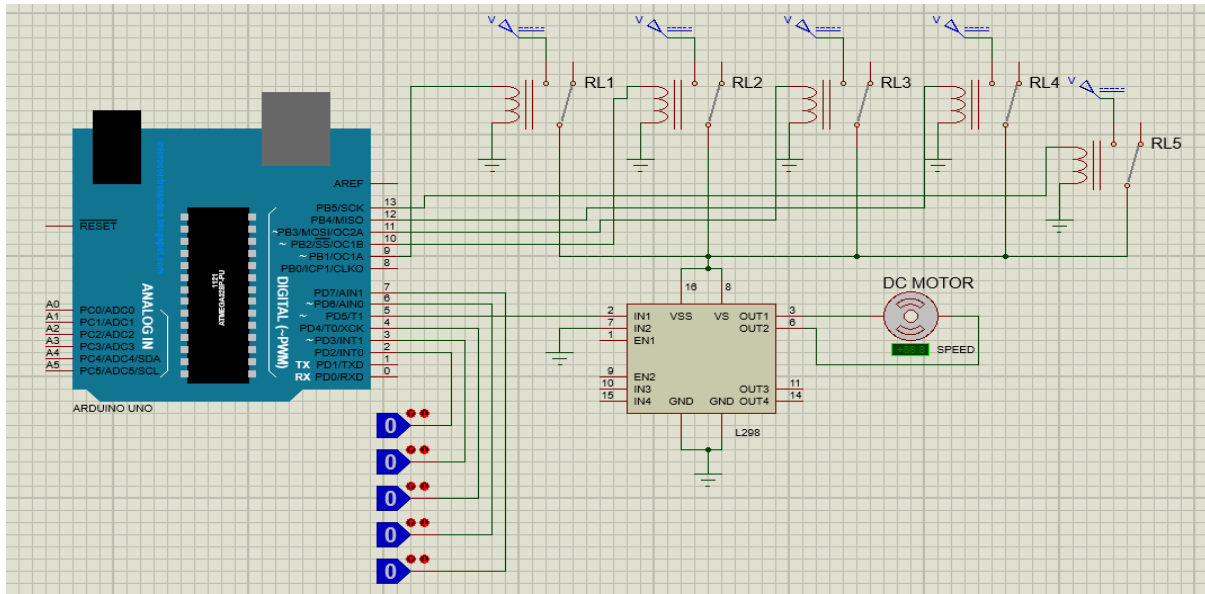 V
V
V
V
V
RL1
RL2
RL3
RL4
RL5
AREF
RESET
PB5/SCK 13
PB4/MISO 12
~PB3/MOSI/OC2A 11
~ PB2/SS/OC1B 10
~ PB1/OC1A 9
PB0/ICP1/CLKO 8
PD7/AIN1 7
~ PD6/AIN0 6
~ PD5/T1 5
PD4/T0/XCK 4
~ PD3/INT1 3
PD2/INT0 2
TX PD1/TXD 1
RX PD0/RXD 0
DIGITAL (~PWM)
ANALOG IN
1121
ATMEGA328P-PU
A0 PC0/ADC0
A1 PC1/ADC1
A2 PC2/ADC2
A3 PC3/ADC3
A4 PC4/ADC4/SDA
A5 PC5/ADC5/SCL
ARDUINO UNO
0
0
0
0
0
16 8
VSS VS
2 IN1
7 IN2
1 EN1
9 EN2
10 IN3
15 IN4
OUT1 3
OUT2 6
OUT3 11
OUT4 14
GND GND
L298
DC MOTOR
+88.8 SPEED